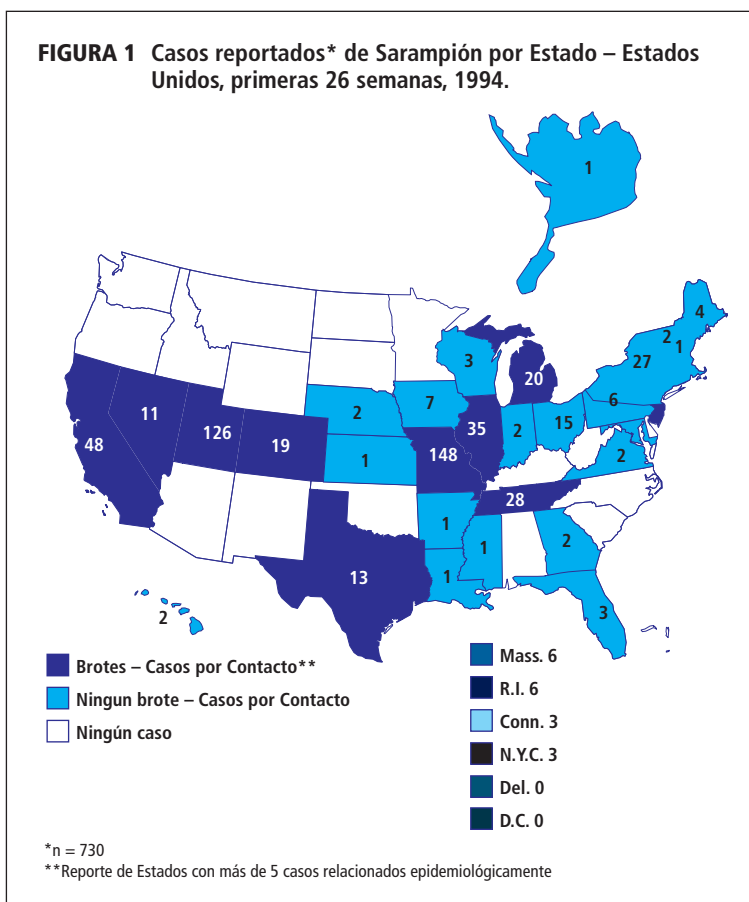 FIGURA 1 Casos reportados* de Sarampión por Estado – Estados
Unidos, primeras 26 semanas, 1994.
1
4
2
1
27
3
20
6
7
2
11
35
15
126
2
48
19
148
1
2
28
1
1
2
13
1
3
2
Brotes – Casos por Contacto**
Ningun brote – Casos por Contacto
Ningún caso
Mass. 6
R.I. 6
Conn. 3
N.Y.C. 3
Del. 0
D.C. 0
*n = 730
**Reporte de Estados con más de 5 casos relacionados epidemiológicamente